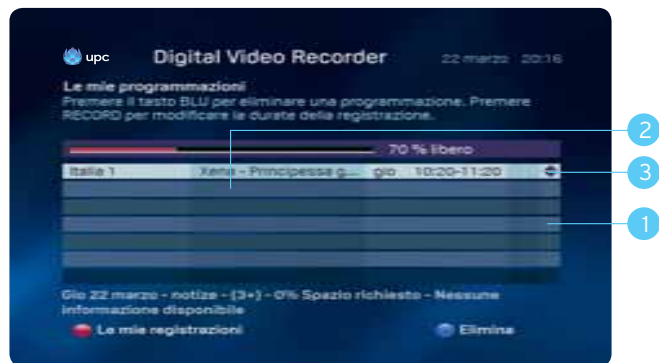 upc Digital Video Recorder 22 marzo 20:16
Le mie programmazioni
Premere il tasto BLU per eliminare una programmazione. Premere
RECORD per modificare la durata della registrazione.
70 % libero
Italia 1 Xena - Principessa g... gio 10:20-11:20
Gio 22 marzo - notize - (3+) - 0% Spazio richiesto - Nessune
informazione disponibile
Le mie registrazioni Elimina
2
3
1